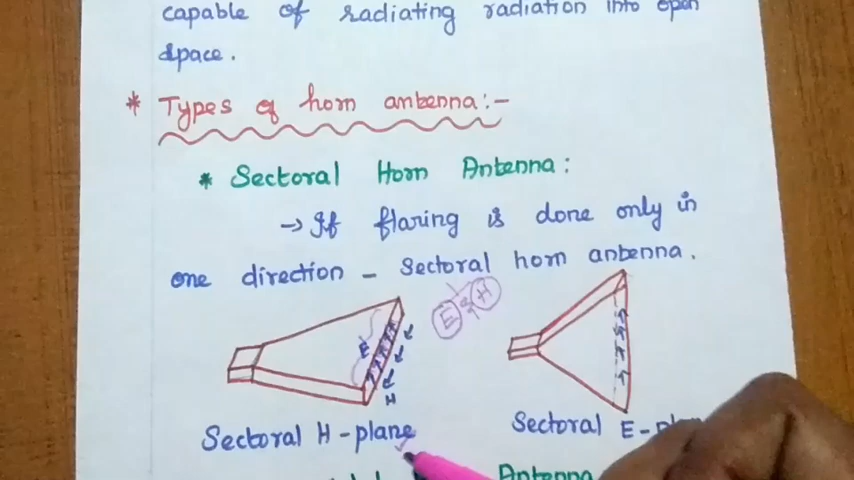 capable of radiating radiation into open
space.
* Types of horn antenna:-
* Sectoral Horn Antenna:
→ If flaring is done only in
one direction - Sectoral horn antenna.
E & H
E
H
Sectoral H-plane
Sectoral E-plan
Antenna